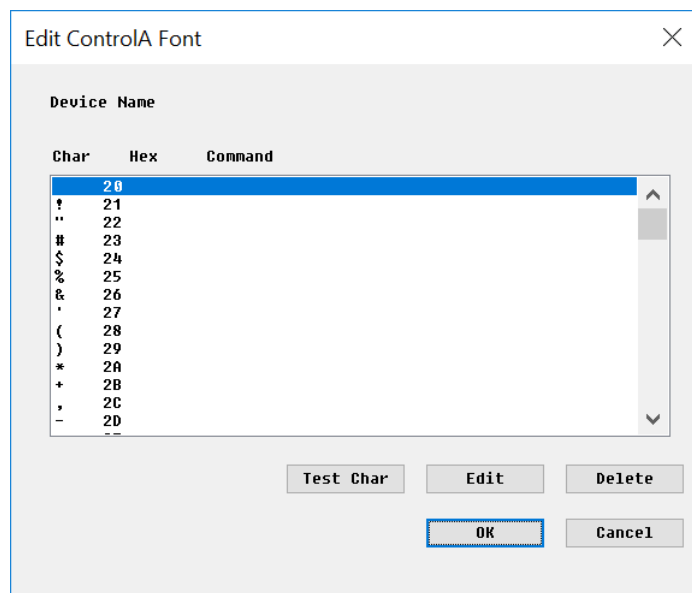 Edit ControlA Font
Device Name
Char Hex Command
20
! 21
" 22
# 23
$ 24
% 25
& 26
' 27
( 28
) 29
* 2A
+ 2B
, 2C
- 2D
Test Char Edit Delete
OK Cancel